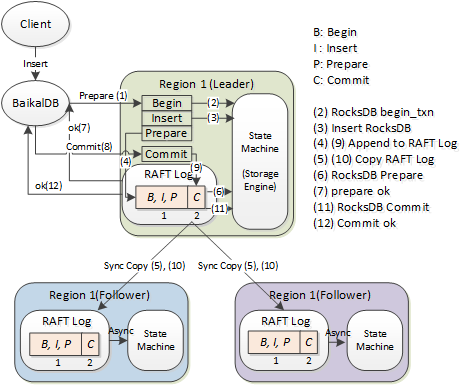 Client
Insert
BaikalDB
Prepare (1)
ok(7)
Commit(8)
ok(12)
Region 1 (Leader)
Begin
Insert
Prepare
Commit
(2)
(3)
(4)
(9)
RAFT Log
B, I, P
C
1
2
(6)
(11)
State
Machine
(Storage
Engine)
Sync Copy (5), (10)
Sync Copy (5), (10)
Region 1(Follower)
RAFT Log
B, I, P
C
1
2
Async
State
Machine
Region 1(Follower)
RAFT Log
B, I, P
C
1
2
Async
State
Machine
B: Begin
I : Insert
P: Prepare
C: Commit
(2) RocksDB begin_txn
(3) Insert RocksDB
(4) (9) Append to RAFT Log
(5) (10) Copy RAFT Log
(6) RocksDB Prepare
(7) prepare ok
(11) RocksDB Commit
(12) Commit ok